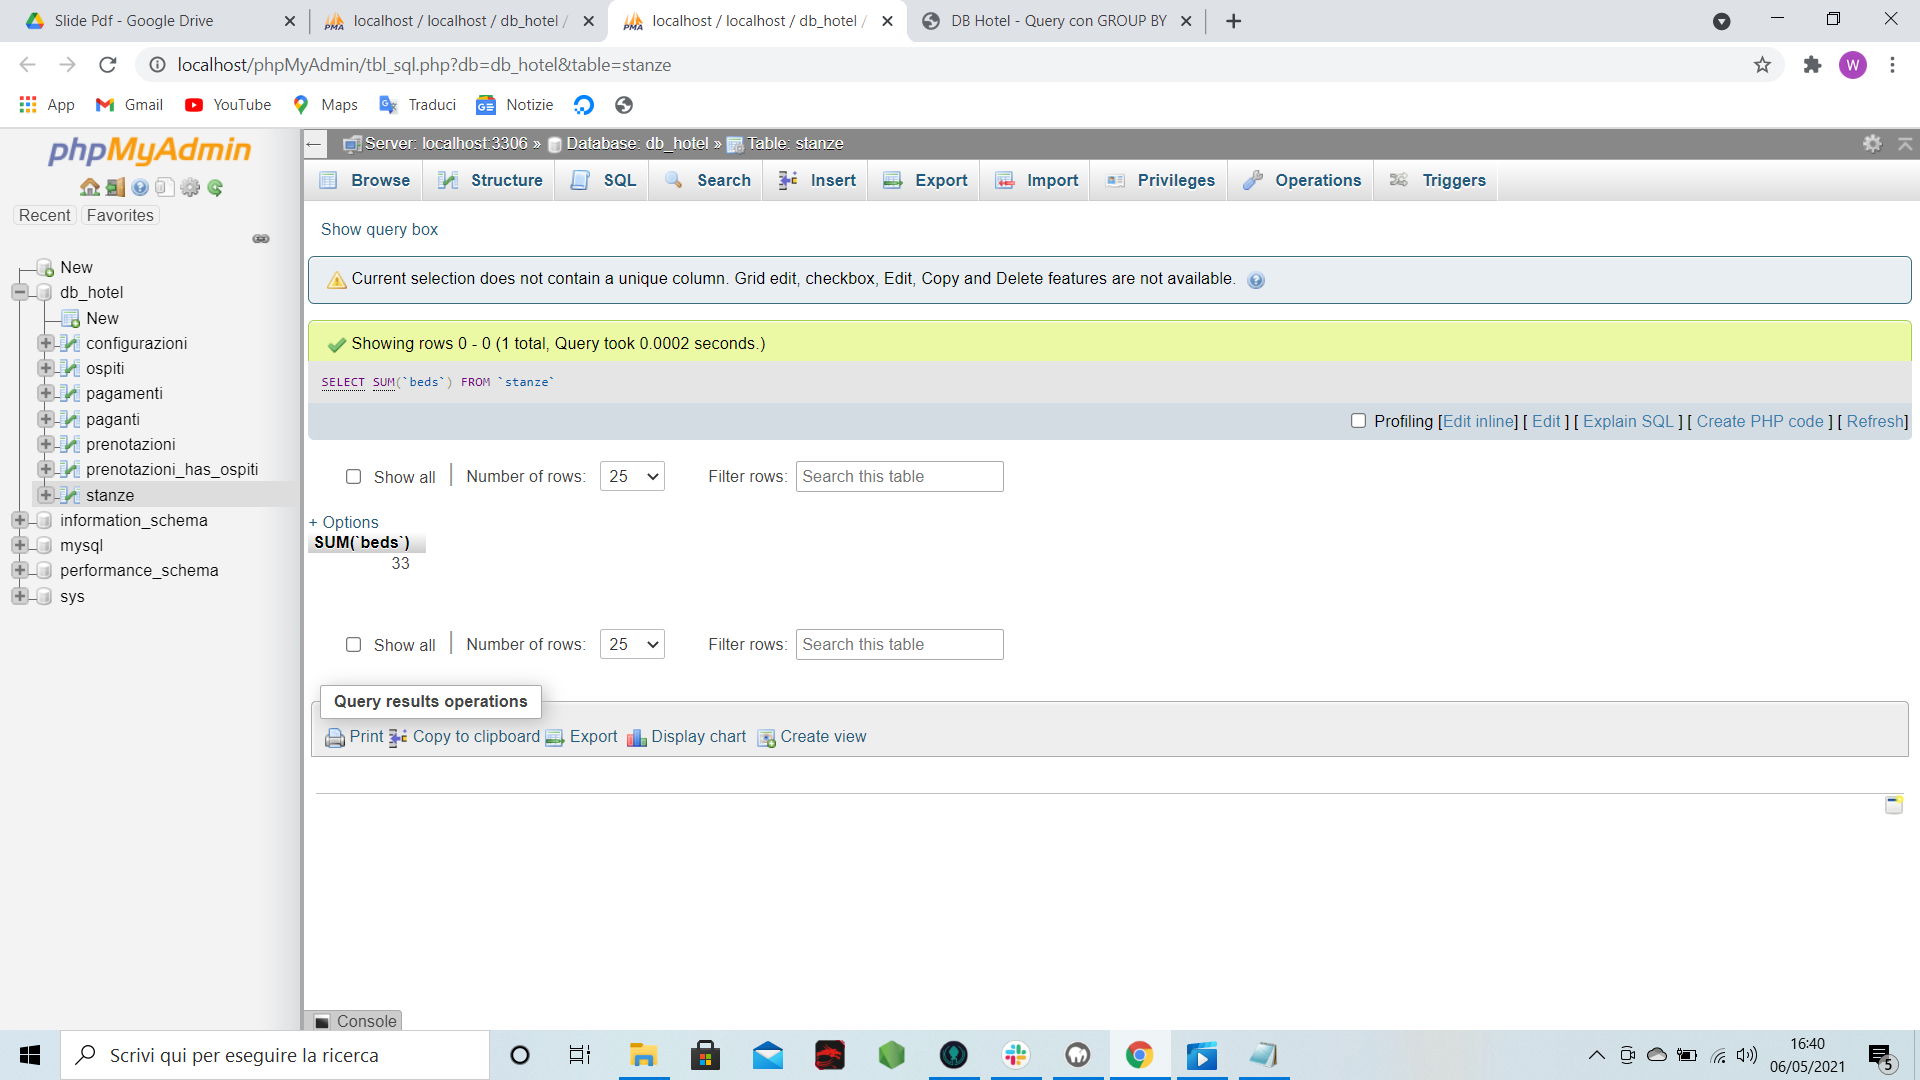 Slide Pdf - Google Drive
localhost / localhost / db_hotel /
localhost / localhost / db_hotel /
DB Hotel - Query con GROUP BY
localhost/phpMyAdmin/tbl_sql.php?db=db_hotel&table=stanze
W
App
Gmail
YouTube
Maps
Traduci
Notizie
phpMyAdmin
Recent
Favorites
New
db_hotel
New
configurazioni
ospiti
pagamenti
paganti
prenotazioni
prenotazioni_has_ospiti
stanze
information_schema
mysql
performance_schema
sys
Server: localhost:3306 » Database: db_hotel » Table: stanze
Browse
Structure
SQL
Search
Insert
Export
Import
Privileges
Operations
Triggers
Show query box
Current selection does not contain a unique column. Grid edit, checkbox, Edit, Copy and Delete features are not available.
Showing rows 0 - 0 (1 total, Query took 0.0002 seconds.)
SELECT SUM(`beds`) FROM `stanze`
Profiling [Edit inline] [ Edit ] [ Explain SQL ] [ Create PHP code ] [ Refresh]
Show all | Number of rows: 25 Filter rows: Search this table
+ Options
SUM(`beds`)
33
Show all | Number of rows: 25 Filter rows: Search this table
Query results operations
Print
Copy to clipboard
Export
Display chart
Create view
Console
Scrivi qui per eseguire la ricerca
16:40
06/05/2021
5